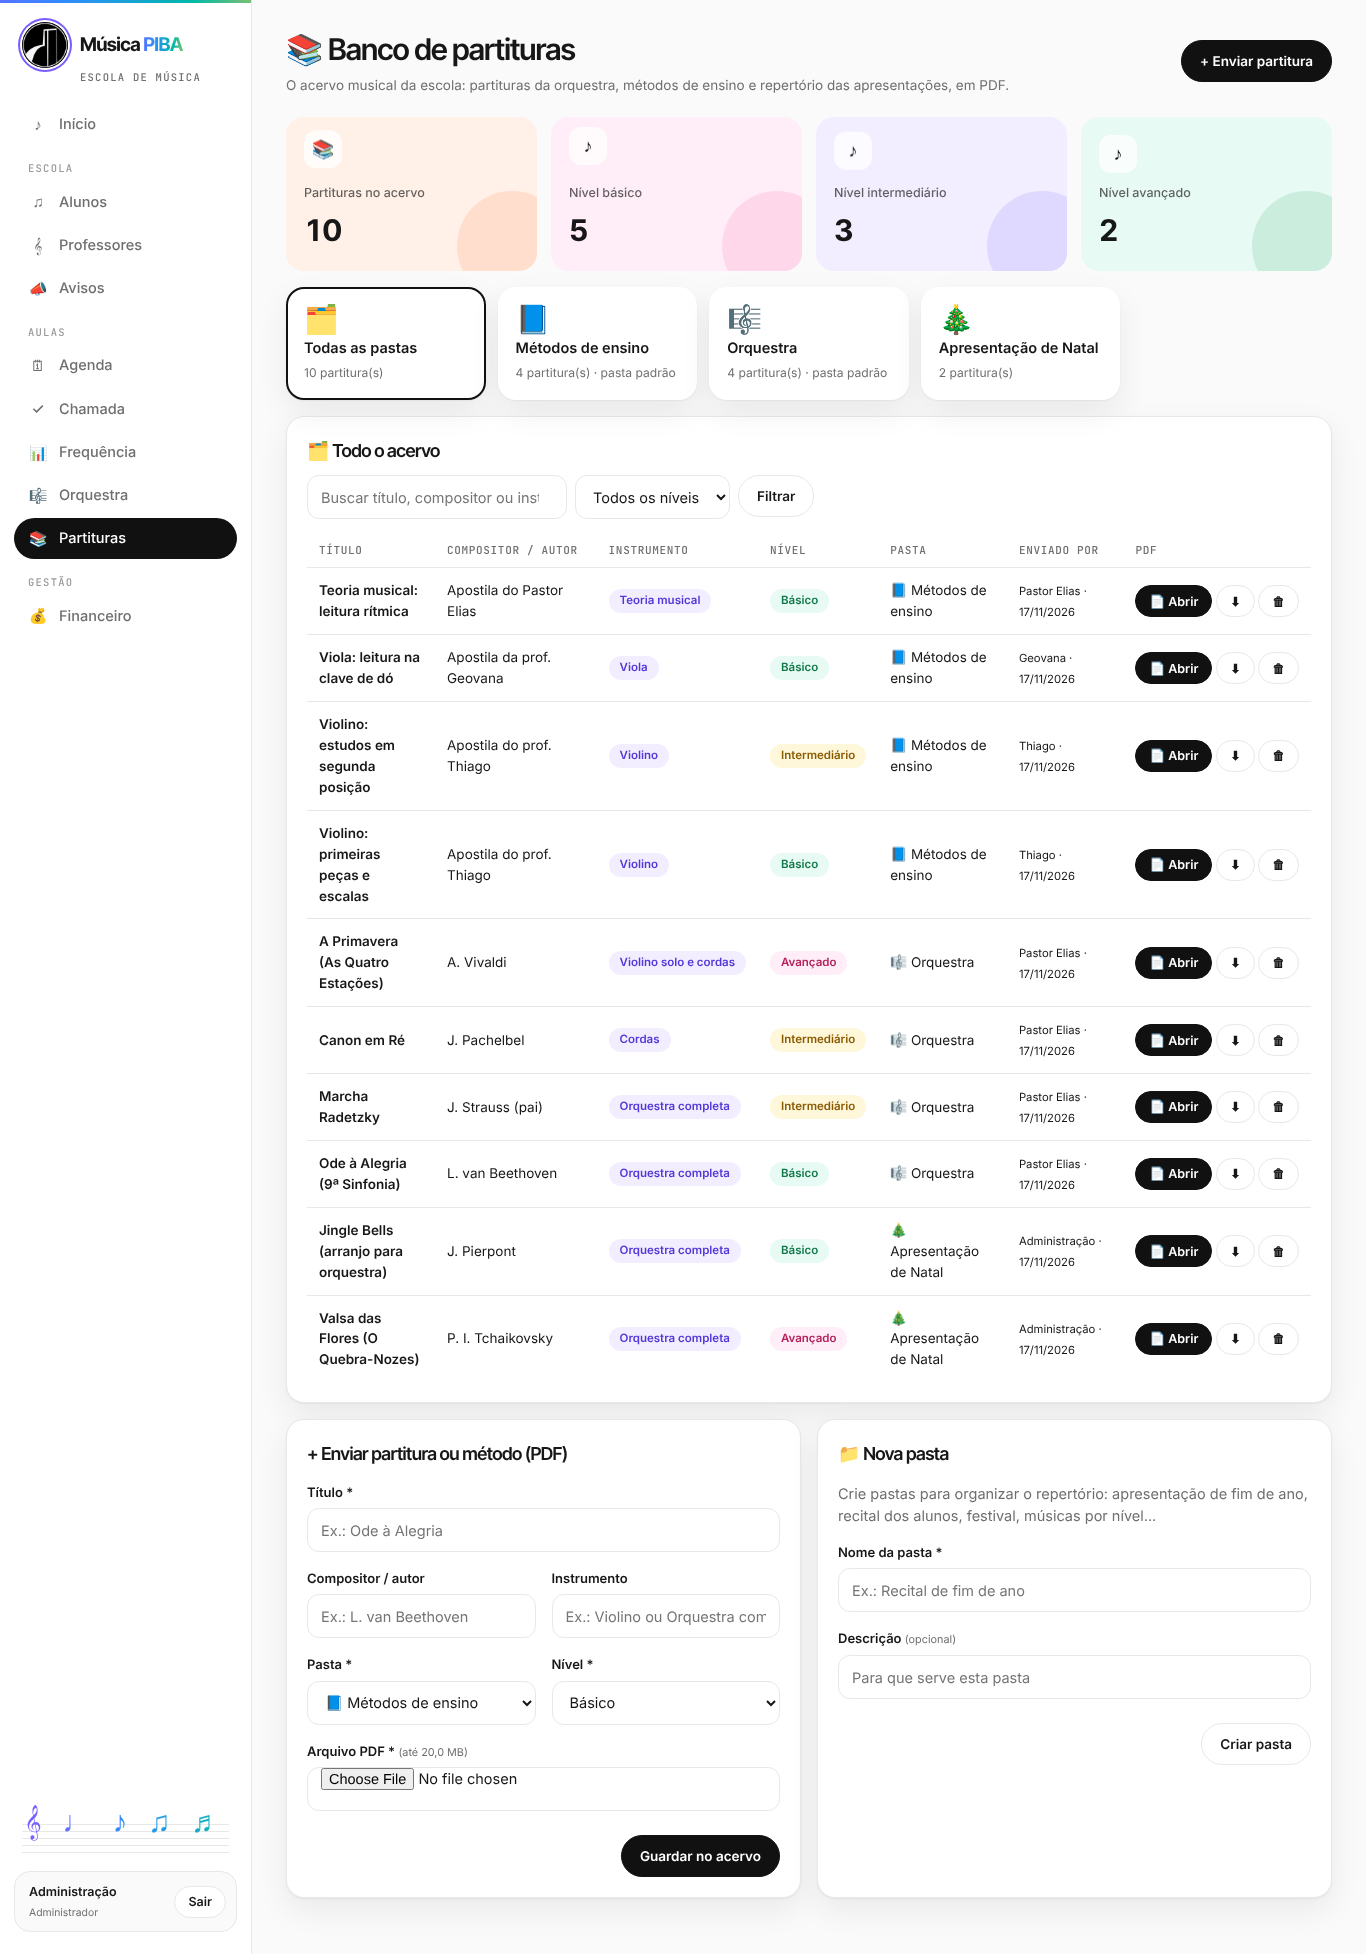 Música PIBA
ESCOLA DE MÚSICA
Início
ESCOLA
Alunos
Professores
Avisos
AULAS
Agenda
Chamada
Frequência
Orquestra
Partituras
GESTÃO
Financeiro
Administração
Administrador
Sair
Banco de partituras
O acervo musical da escola: partituras da orquestra, métodos de ensino e repertório das apresentações, em PDF.
+ Enviar partitura
Partituras no acervo
10
Nível básico
5
Nível intermediário
3
Nível avançado
2
Todas as pastas
10 partitura(s)
Métodos de ensino
4 partitura(s) · pasta padrão
Orquestra
4 partitura(s) · pasta padrão
Apresentação de Natal
2 partitura(s)
Todo o acervo
Buscar título, compositor ou inst
Todos os níveis
Filtrar
TÍTULO COMPOSITOR / AUTOR INSTRUMENTO NÍVEL PASTA ENVIADO POR PDF
Teoria musical:
leitura rítmica
Apostila do Pastor
Elias
Teoria musical
Básico
Métodos de
ensino
Pastor Elias ·
17/11/2026
Abrir
Viola: leitura na
clave de dó
Apostila da prof.
Geovana
Viola
Básico
Métodos de
ensino
Geovana ·
17/11/2026
Abrir
Violino:
estudos em
segunda
posição
Apostila do prof.
Thiago
Violino
Intermediário
Métodos de
ensino
Thiago ·
17/11/2026
Abrir
Violino:
primeiras
peças e
escalas
Apostila do prof.
Thiago
Violino
Básico
Métodos de
ensino
Thiago ·
17/11/2026
Abrir
A Primavera
(As Quatro
Estações)
A. Vivaldi
Violino solo e cordas
Avançado
Orquestra
Pastor Elias ·
17/11/2026
Abrir
Canon em Ré
J. Pachelbel
Cordas
Intermediário
Orquestra
Pastor Elias ·
17/11/2026
Abrir
Marcha
Radetzky
J. Strauss (pai)
Orquestra completa
Intermediário
Orquestra
Pastor Elias ·
17/11/2026
Abrir
Ode à Alegria
(9ª Sinfonia)
L. van Beethoven
Orquestra completa
Básico
Orquestra
Pastor Elias ·
17/11/2026
Abrir
Jingle Bells
(arranjo para
orquestra)
J. Pierpont
Orquestra completa
Básico
Apresentação
de Natal
Administração ·
17/11/2026
Abrir
Valsa das
Flores (O
Quebra-Nozes)
P. I. Tchaikovsky
Orquestra completa
Avançado
Apresentação
de Natal
Administração ·
17/11/2026
Abrir
+ Enviar partitura ou método (PDF)
Título *
Ex.: Ode à Alegria
Compositor / autor
Ex.: L. van Beethoven
Instrumento
Ex.: Violino ou Orquestra com
Pasta *
Métodos de ensino
Nível *
Básico
Arquivo PDF * (até 20,0 MB)
Choose File No file chosen
Guardar no acervo
Nova pasta
Crie pastas para organizar o repertório: apresentação de fim de ano,
recital dos alunos, festival, músicas por nível...
Nome da pasta *
Ex.: Recital de fim de ano
Descrição (opcional)
Para que serve esta pasta
Criar pasta